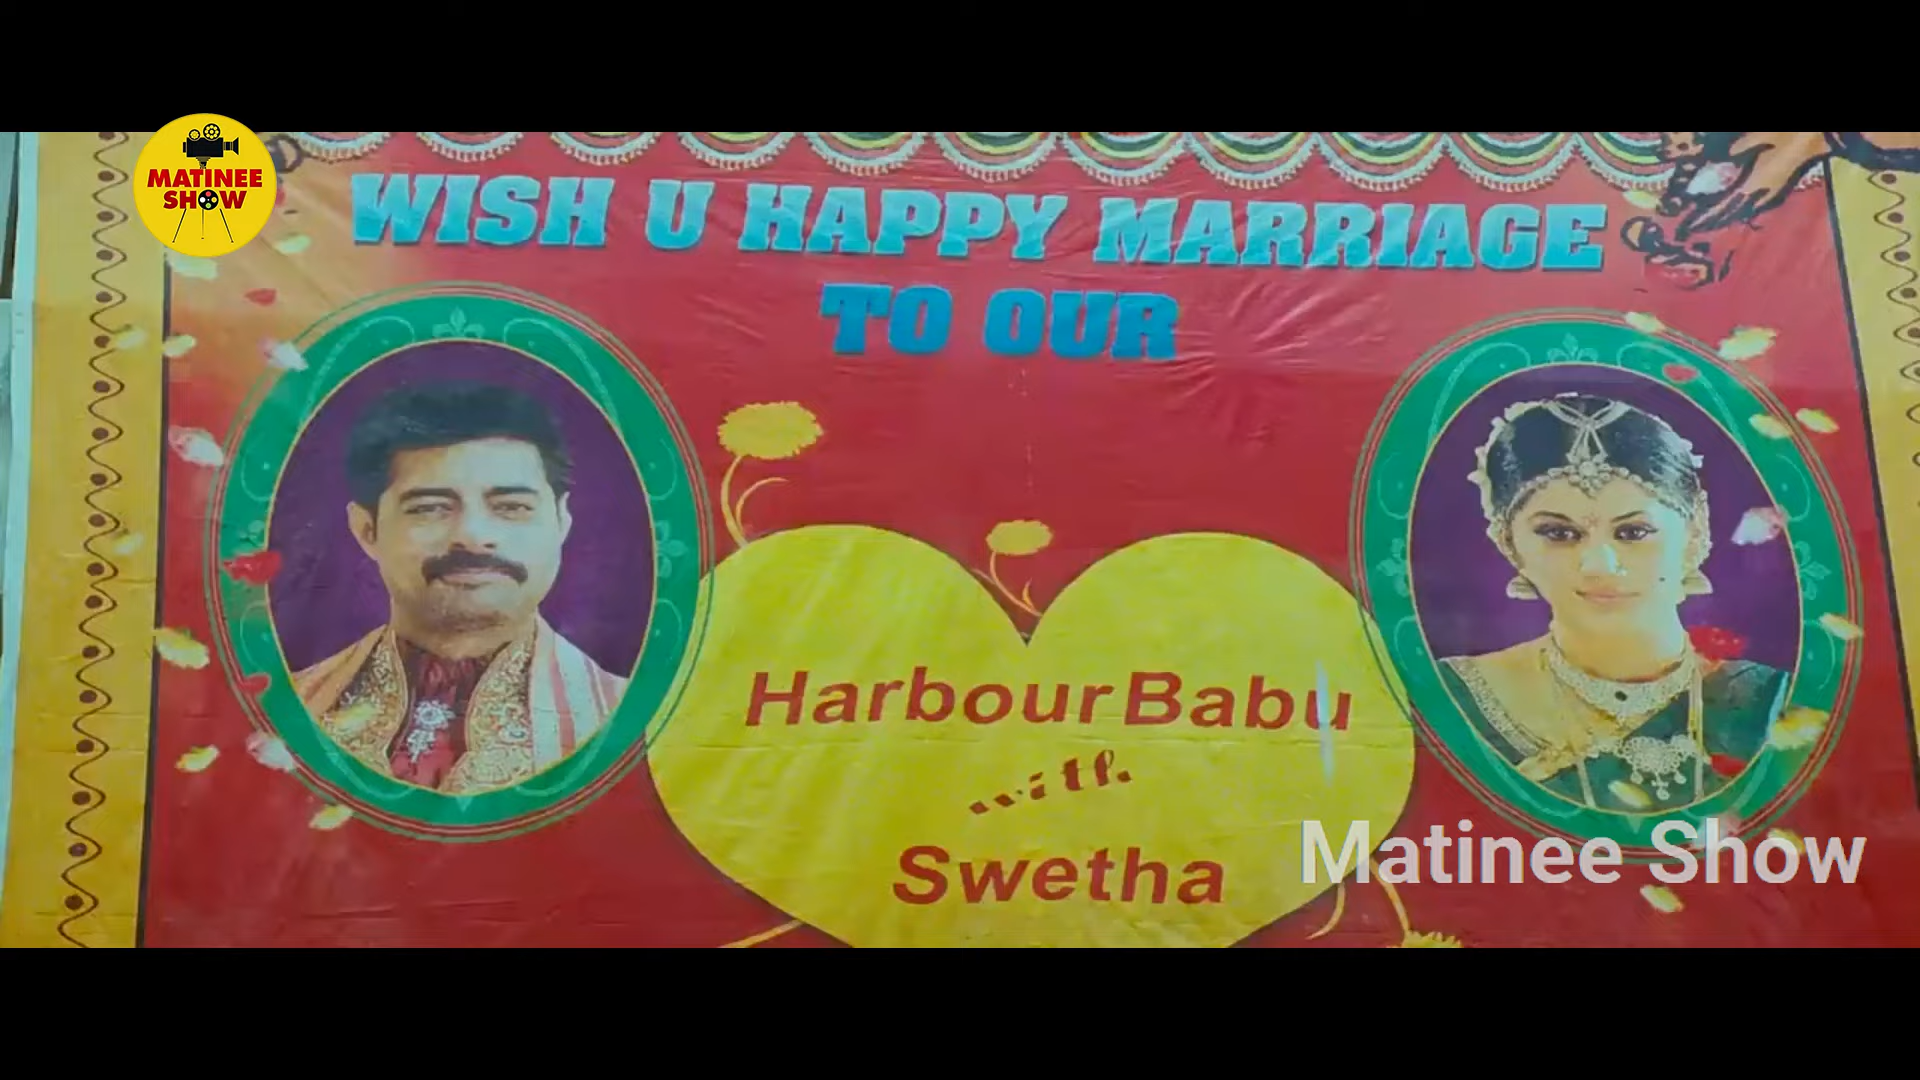 MATINEE
SHOW
WISH U HAPPY MARRIAGE
TO OUR
HarbourBabu
with
Swetha
Matinee Show